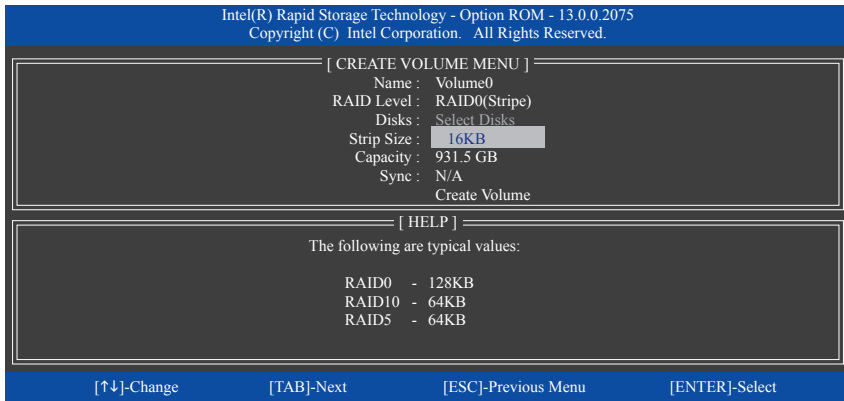 Intel(R) Rapid Storage Technology - Option ROM - 13.0.0.2075
Copyright (C) Intel Corporation. All Rights Reserved.
[ CREATE VOLUME MENU ]
Name : Volume0
RAID Level : RAID0(Stripe)
Disks : Select Disks
Strip Size : 16KB
Capacity : 931.5 GB
Sync : N/A
Create Volume
[ HELP ]
The following are typical values:
RAID0 - 128KB
RAID10 - 64KB
RAID5 - 64KB
[↑↓]-Change [TAB]-Next [ESC]-Previous Menu [ENTER]-Select